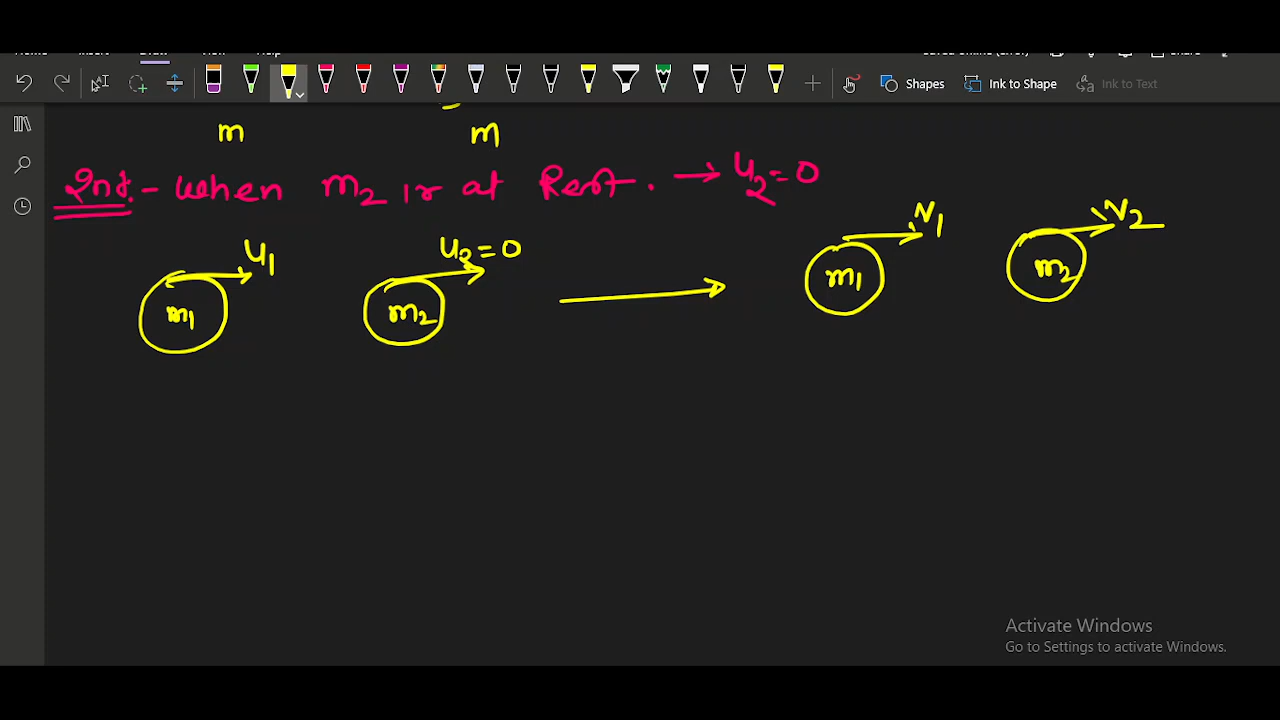 Shapes Ink to Shape Ink to Text
m m
2nd:- when m2 is at Rest. → U2=0
U1 U2=0 V1 V2
m1 m2 → m1 m2
Activate Windows
Go to Settings to activate Windows.